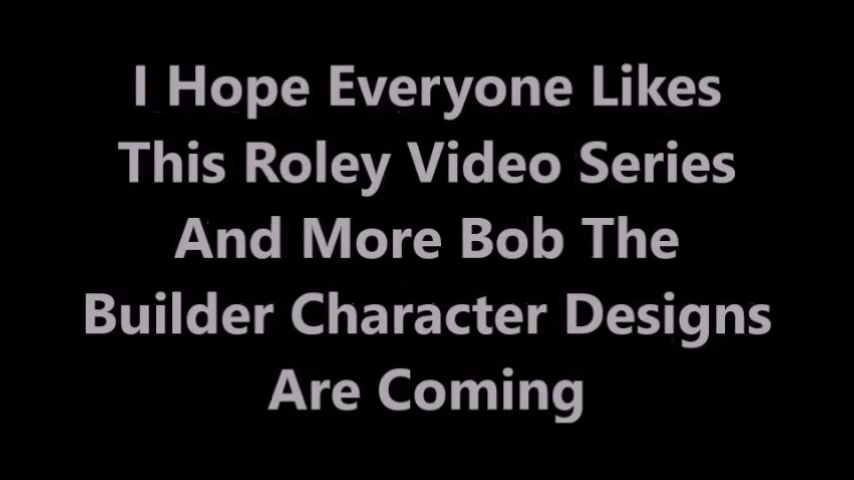 I Hope Everyone Likes
This Roley Video Series
And More Bob The
Builder Character Designs
Are Coming